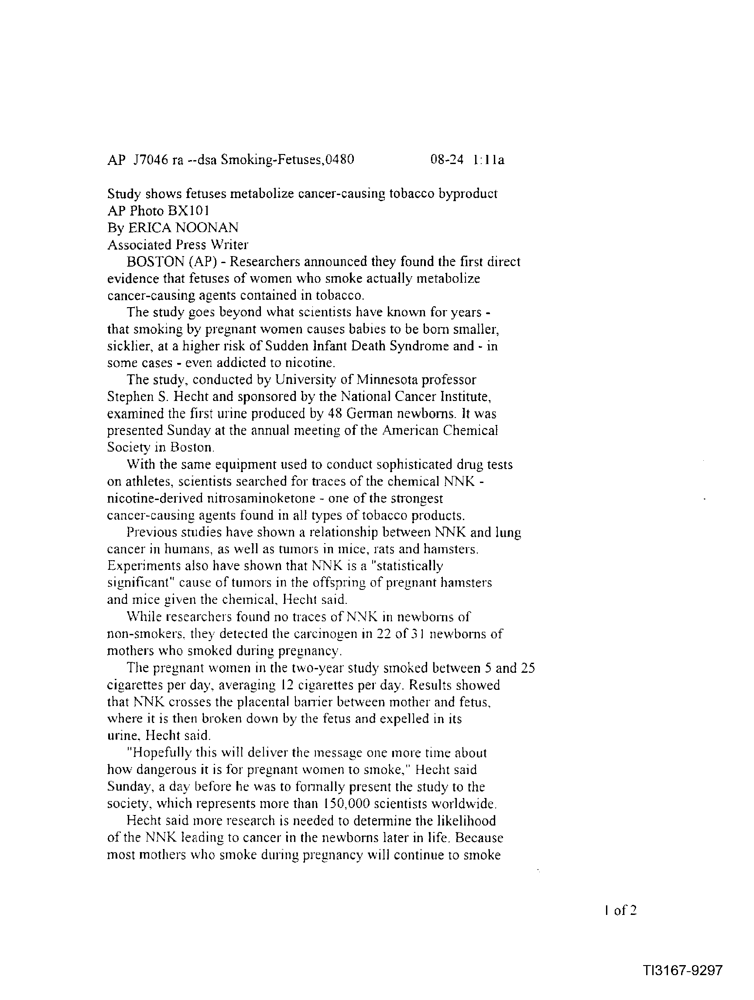 AP J7046 ra --dsa Smoking-Fetuses,0480 08-24 1:11a
Study shows fetuses metabolize cancer-causing tobacco byproduct
AP Photo BX101
By ERICA NOONAN
Associated Press Writer
BOSTON (AP) - Researchers announced they found the first direct
evidence that fetuses of women who smoke actually metabolize
cancer-causing agents contained in tobacco.
The study goes beyond what scientists have known for years -
that smoking by pregnant women causes babies to be born smaller,
sicklier, at a higher risk of Sudden Infant Death Syndrome and - in
some cases - even addicted to nicotine.
The study, conducted by University of Minnesota professor
Stephen S. Hecht and sponsored by the National Cancer Institute,
examined the first urine produced by 48 German newborns. It was
presented Sunday at the annual meeting of the American Chemical
Society in Boston.
With the same equipment used to conduct sophisticated drug tests
on athletes, scientists searched for traces of the chemical NNK -
nicotine-derived nitrosaminoketone - one of the strongest
cancer-causing agents found in all types of tobacco products.
Previous studies have shown a relationship between NNK and lung
cancer in humans, as well as tumors in mice, rats and hamsters.
Experiments also have shown that NNK is a "statistically
significant" cause of tumors in the offspring of pregnant hamsters
and mice given the chemical, Hecht said.
While researchers found no traces of NNK in newborns of
non-smokers, they detected the carcinogen in 22 of 31 newborns of
mothers who smoked during pregnancy.
The pregnant women in the two-year study smoked between 5 and 25
cigarettes per day, averaging 12 cigarettes per day. Results showed
that NNK crosses the placental barrier between mother and fetus,
where it is then broken down by the fetus and expelled in its
urine, Hecht said.
"Hopefully this will deliver the message one more time about
how dangerous it is for pregnant women to smoke," Hecht said
Sunday, a day before he was to formally present the study to the
society, which represents more than 150,000 scientists worldwide.
Hecht said more research is needed to determine the likelihood
of the NNK leading to cancer in the newborns later in life. Because
most mothers who smoke during pregnancy will continue to smoke
1 of 2
TI3167-9297